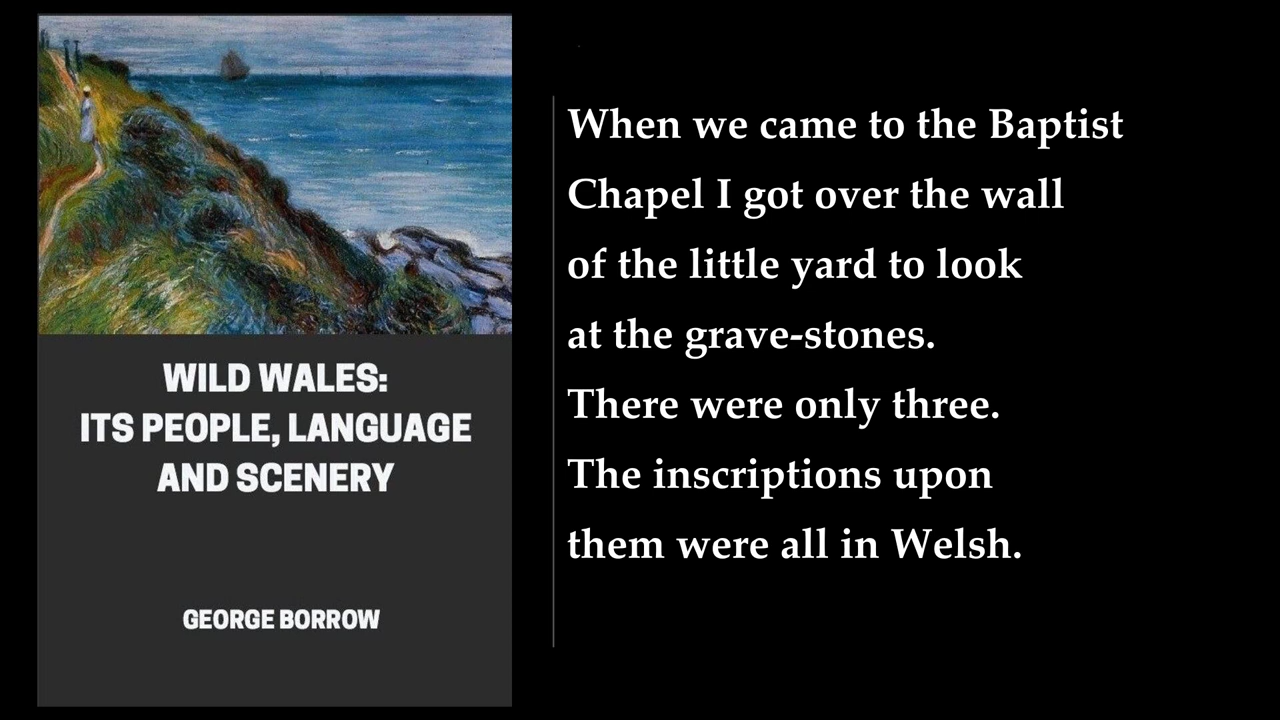 WILD WALES:
ITS PEOPLE, LANGUAGE
AND SCENERY
GEORGE BORROW
When we came to the Baptist
Chapel I got over the wall
of the little yard to look
at the grave-stones.
There were only three.
The inscriptions upon
them were all in Welsh.